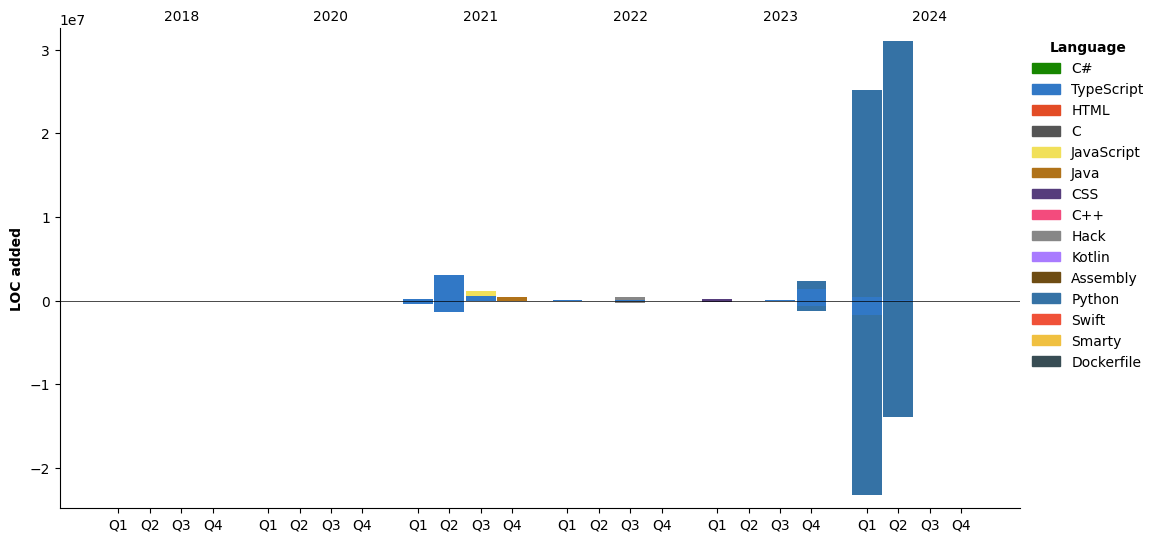 1e7
2018 2020 2021 2022 2023 2024
3
2
1
0
−1
−2
LOC added
Q1 Q2 Q3 Q4 Q1 Q2 Q3 Q4 Q1 Q2 Q3 Q4 Q1 Q2 Q3 Q4 Q1 Q2 Q3 Q4 Q1 Q2 Q3 Q4
Language
C#
TypeScript
HTML
C
JavaScript
Java
CSS
C++
Hack
Kotlin
Assembly
Python
Swift
Smarty
Dockerfile